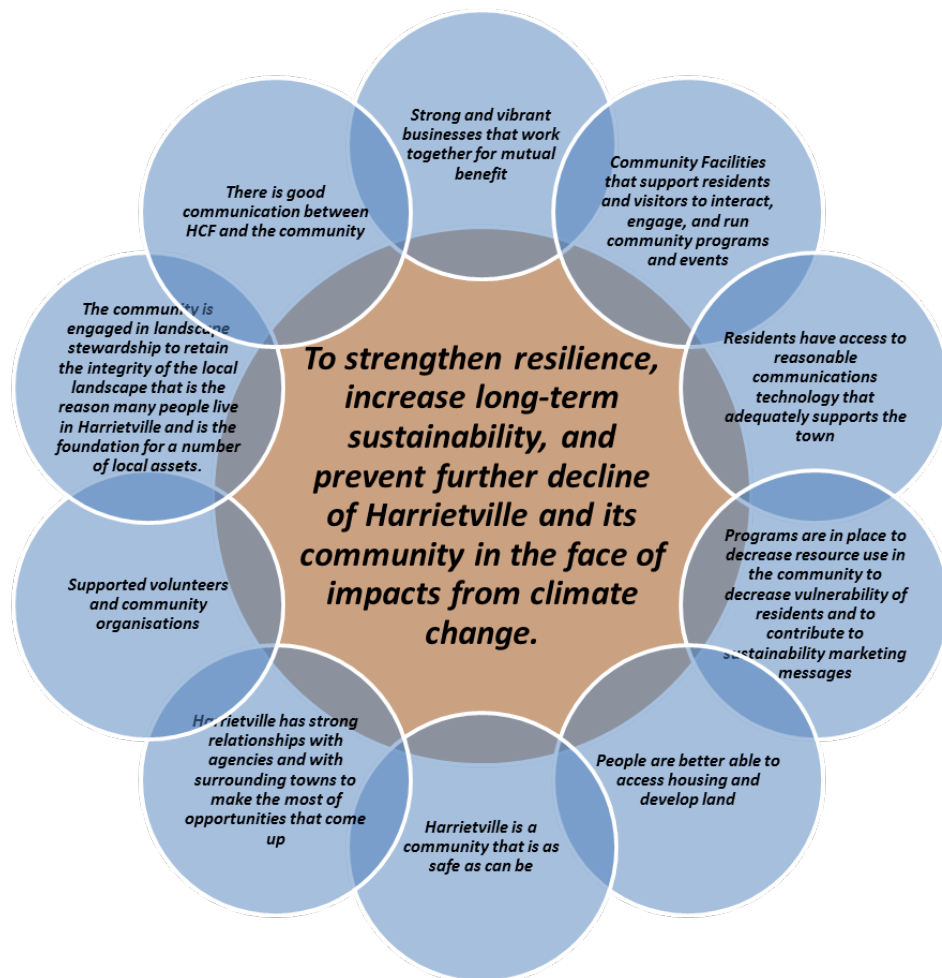 Strong and vibrant
businesses that work
together for mutual
benefit
Community Facilities
that support residents
and visitors to interact,
engage, and run
community programs
and events
Residents have access to
reasonable
communications
technology that
adequately supports the
town
Programs are in place to
decrease resource use in
the community to
decrease vulnerability of
residents and to
contribute to
sustainability marketing
messages
People are better able to
access housing and
develop land
Harrietville is a
community that is as
safe as can be
Harrietville has strong
relationships with
agencies and with
surrounding towns to
make the most of
opportunities that come
up
Supported volunteers
and community
organisations
The community is
engaged in landscape
stewardship to retain
the integrity of the local
landscape that is the
reason many people live
in Harrietville and is the
foundation for a number
of local assets.
There is good
communication between
HCF and the community
To strengthen resilience,
increase long-term
sustainability, and
prevent further decline
of Harrietville and its
community in the face of
impacts from climate
change.